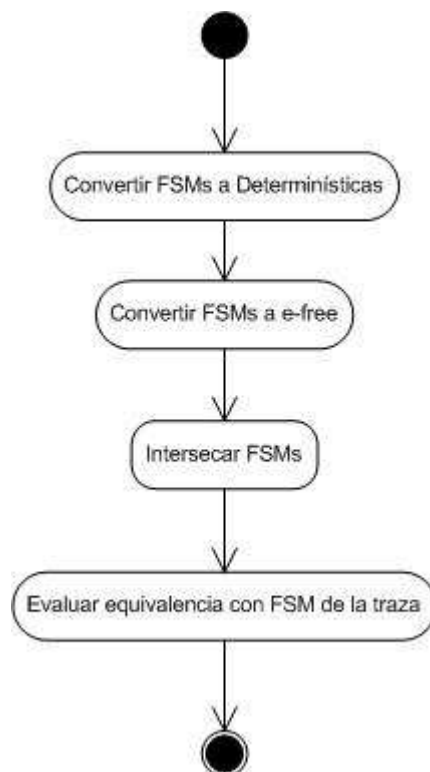 Convertir FSMs a Determinísticas
Convertir FSMs a e-free
Intersecar FSMs
Evaluar equivalencia con FSM de la traza